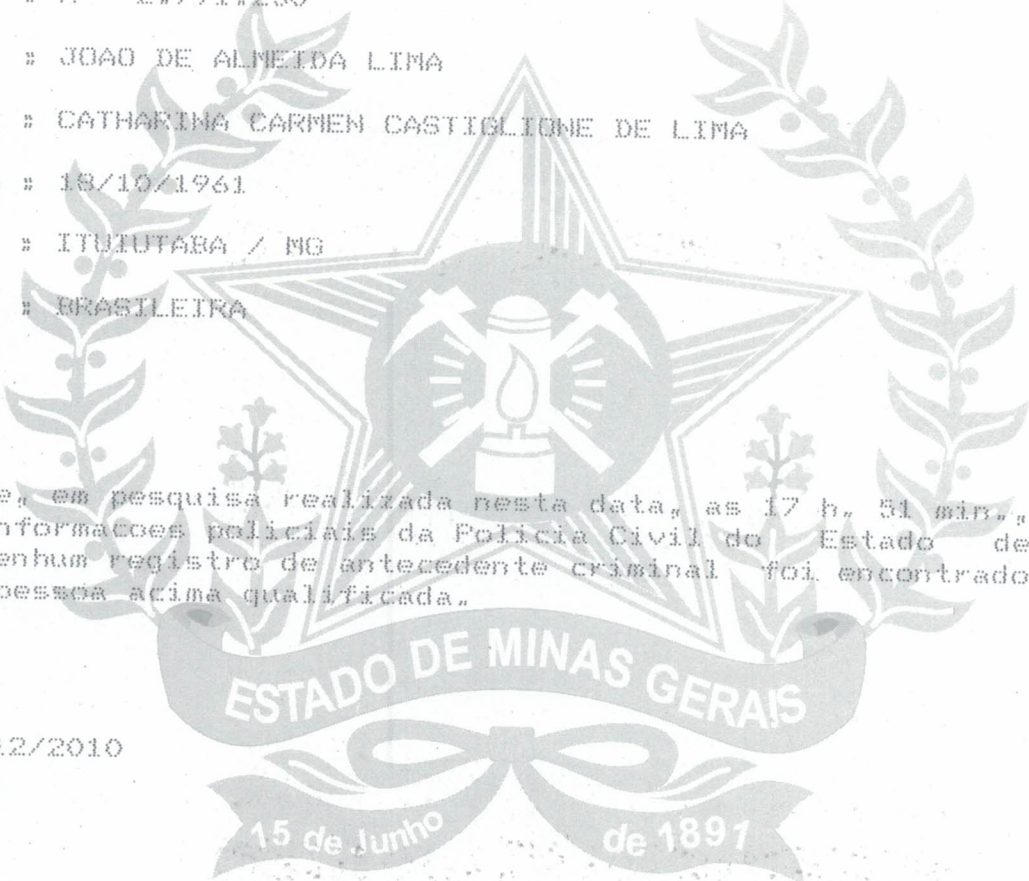 : JOAO DE ALMEIDA LIMA
: CATHARINA CARMEN CASTIGLIONE DE LIMA
: 18/10/1961
: ITUIUTABA / MG
: BRASILEIRA
e, em pesquisa realizada nesta data, as 17 h. 51 min.,
nformacoes policiais da Policia Civil do Estado de
enhum registro de antecedente criminal foi encontrado
pessoa acima qualificada.
ESTADO DE MINAS GERAIS
12/2010
15 de Junho de 1891